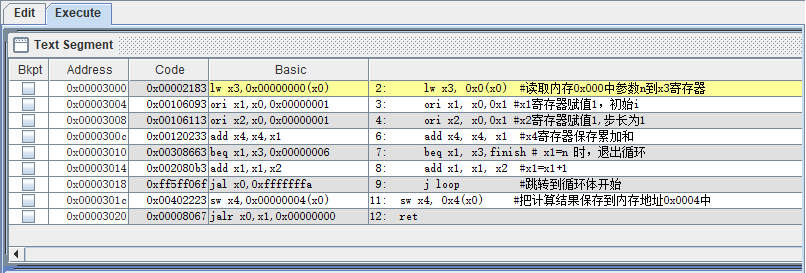 Edit Execute
Text Segment
Bkpt Address Code Basic
0x00003000 0x00002183 lw x3,0x00000000(x0) 2: lw x3, 0x0(x0) #读取内存0x000中参数n到x3寄存器
0x00003004 0x00106093 ori x1,x0,0x00000001 3: ori x1, x0,0x1 #x1寄存器赋值1，初始i
0x00003008 0x00106113 ori x2,x0,0x00000001 4: ori x2, x0,0x1 #x2寄存器赋值1,步长为1
0x0000300c 0x00120233 add x4,x4,x1 6: add x4, x4, x1 #x4寄存器保存累加和
0x00003010 0x00308663 beq x1,x3,0x00000006 7: beq x1, x3,finish # x1=n 时，退出循环
0x00003014 0x002080b3 add x1,x1,x2 8: add x1, x1, x2 #x1=x1+1
0x00003018 0xff5ff06f jal x0,0xfffffffa 9: j loop #跳转到循环体开始
0x0000301c 0x00402223 sw x4,0x00000004(x0) 11: sw x4, 0x4(x0) #把计算结果保存到内存地址0x0004中
0x00003020 0x00008067 jalr x0,x1,0x00000000 12: ret